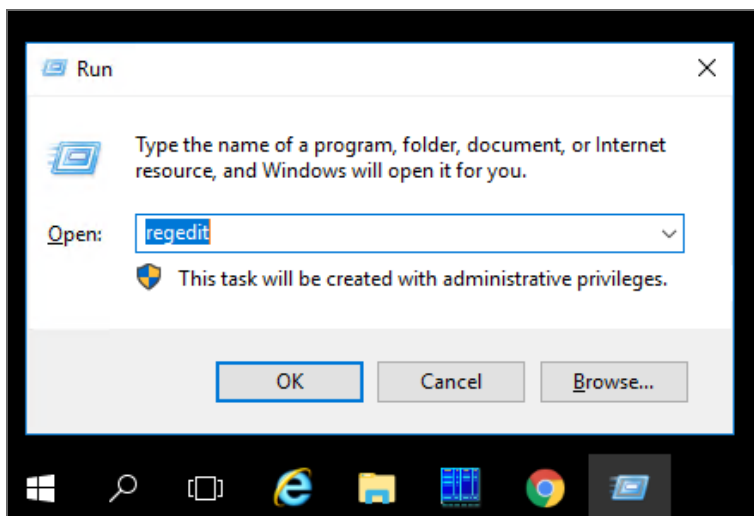 Run
Type the name of a program, folder, document, or Internet
resource, and Windows will open it for you.
Open:
regedit
This task will be created with administrative privileges.
OK
Cancel
Browse...